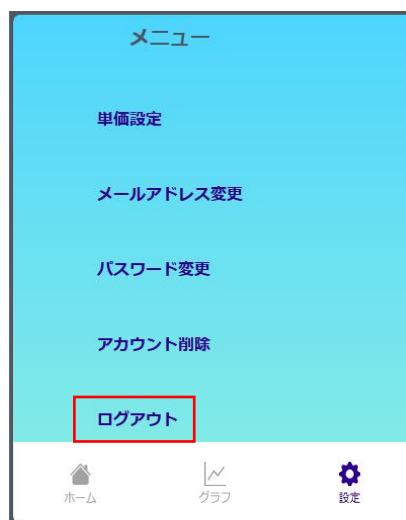 メニュー
単価設定
メールアドレス変更
パスワード変更
アカウント削除
ログアウト
ホーム
グラフ
設定